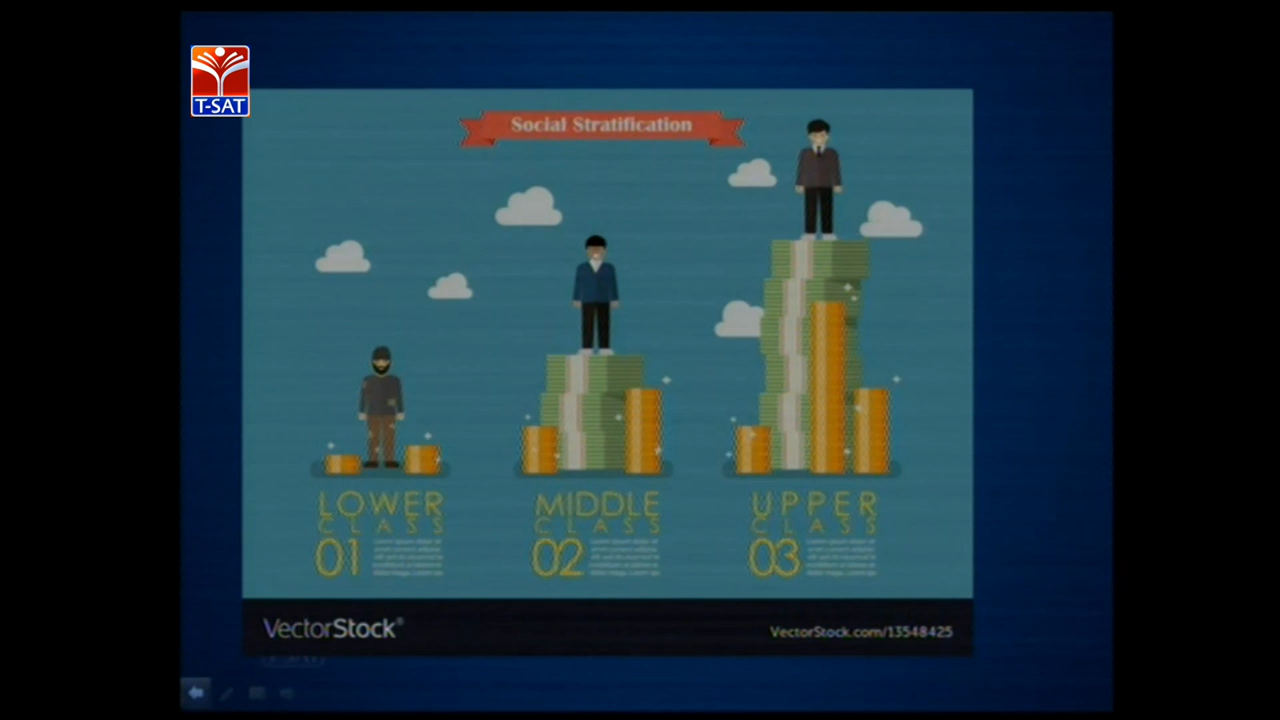 T-SAT
Social Stratification
LOWER
CLASS
01
MIDDLE
CLASS
02
UPPER
CLASS
03
VectorStock®
VectorStock.com/13548425